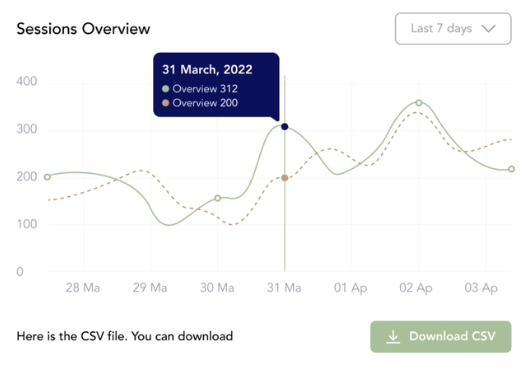 Sessions Overview
Last 7 days
31 March, 2022
Overview 312
Overview 200
400
300
200
100
0
28 Ma
29 Ma
30 Ma
31 Ma
01 Ap
02 Ap
03 Ap
Here is the CSV file. You can download
Download CSV